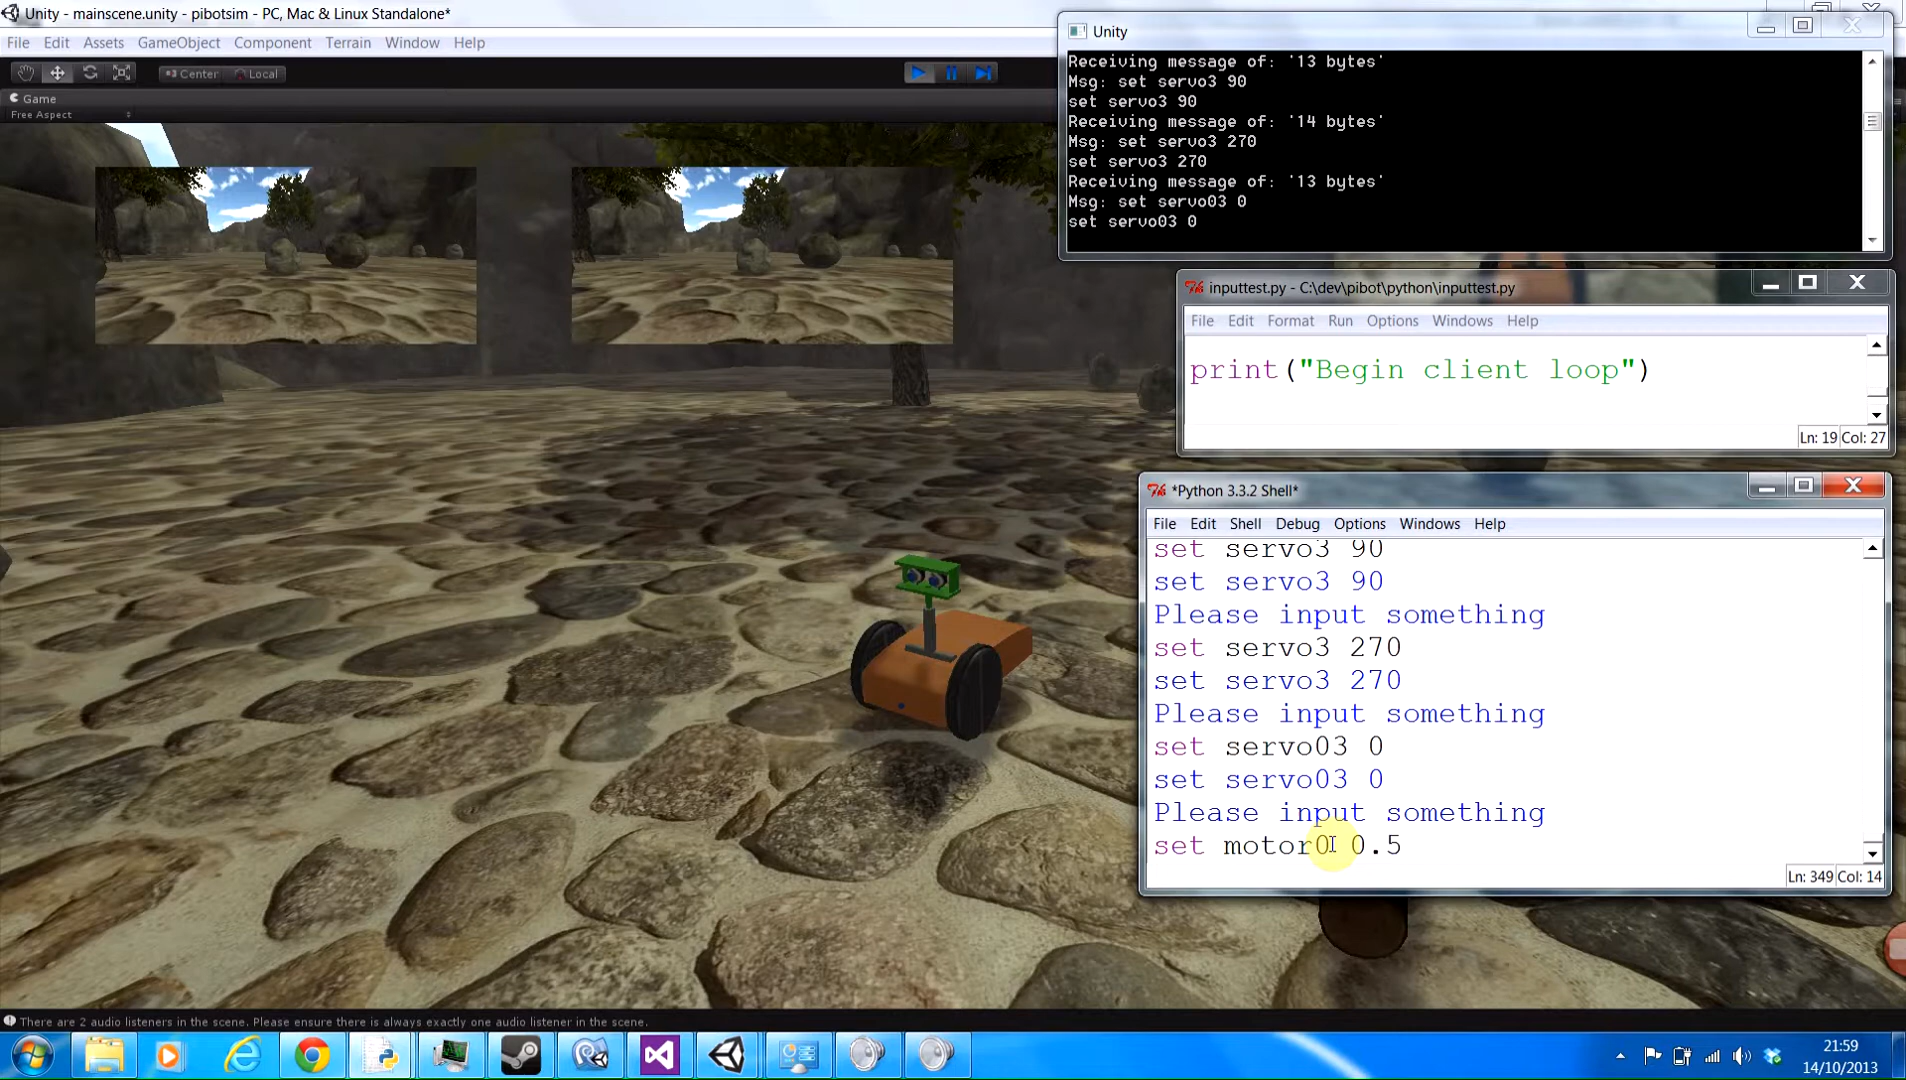 Unity - mainscene.unity - pibotsim - PC, Mac & Linux Standalone*
File Edit Assets GameObject Component Terrain Window Help
Center Local
Game
Free Aspect
Unity
Receiving message of: '13 bytes'
Msg: set servo3 90
set servo3 90
Receiving message of: '14 bytes'
Msg: set servo3 270
set servo3 270
Receiving message of: '13 bytes'
Msg: set servo03 0
set servo03 0
inputtest.py - C:\dev\pibot\python\inputtest.py
File Edit Format Run Options Windows Help
print("Begin client loop")
Ln: 19 Col: 27
*Python 3.3.2 Shell*
File Edit Shell Debug Options Windows Help
set servo3 90
set servo3 90
Please input something
set servo3 270
set servo3 270
Please input something
set servo03 0
set servo03 0
Please input something
set motor0 0.5
Ln: 349 Col: 14
There are 2 audio listeners in the scene. Please ensure there is always exactly one audio listener in the scene.
21:59
14/10/2013